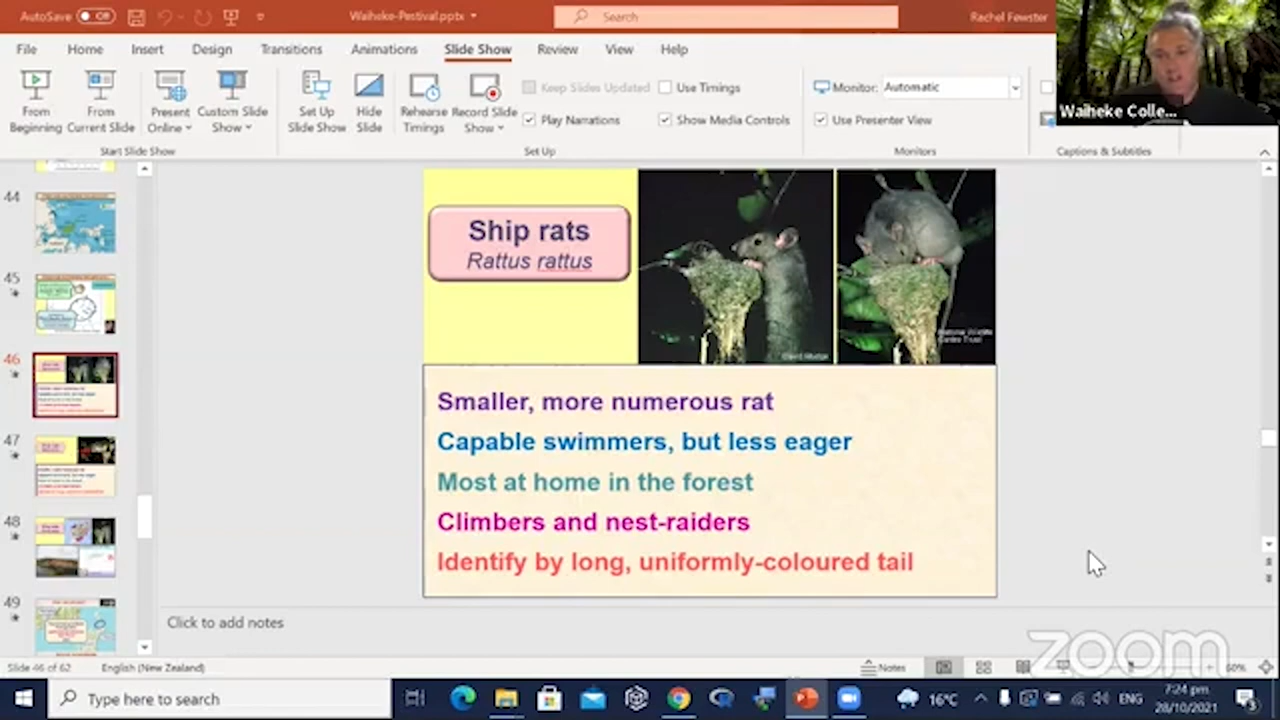 AutoSave Off
Waiheke-Pestival.pptx
Search
Rachel Fewster
File Home Insert Design Transitions Animations Slide Show Review View Help
From Beginning
From Current Slide
Present Online
Custom Slide Show
Set Up Slide Show
Hide Slide
Rehearse Timings
Record Slide Show
Keep Slides Updated
Use Timings
Play Narrations
Show Media Controls
Monitor: Automatic
Use Presenter View
Waiheke Colle...
Start Slide Show
Set Up
Monitors
Captions & Subtitles
44
45
46
47
48
49
Ship rats
Rattus rattus
Smaller, more numerous rat
Capable swimmers, but less eager
Most at home in the forest
Climbers and nest-raiders
Identify by long, uniformly-coloured tail
Click to add notes
zoom
Slide 46 of 62
English (New Zealand)
Notes
60%
Type here to search
16°C
ENG
7:24 pm
28/10/2021